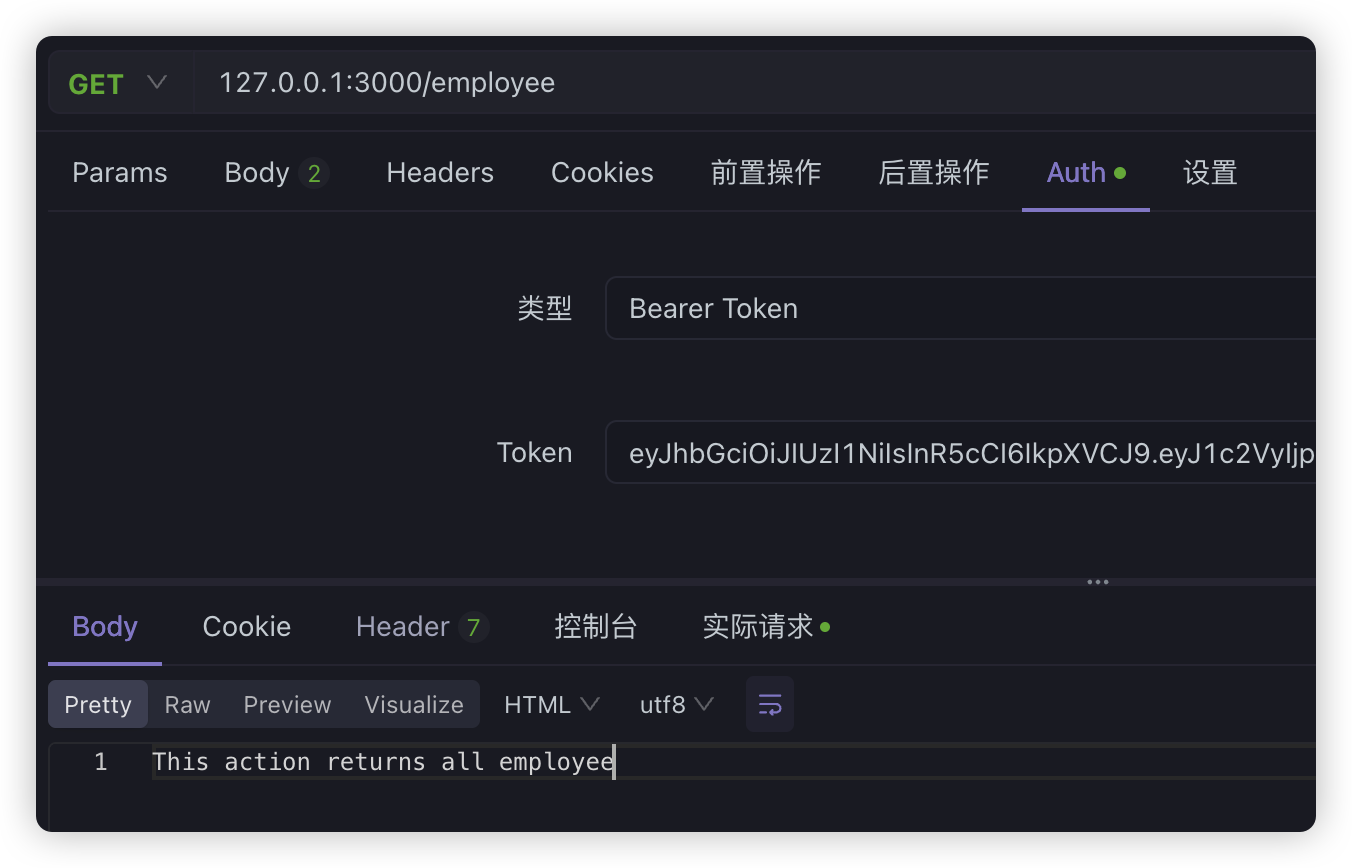 GET 127.0.0.1:3000/employee
Params Body 2 Headers Cookies 前置操作 后置操作 Auth 设置
类型 Bearer Token
Token eyJhbGciOiJIUzI1NiIsInR5cCI6IkpXVCJ9.eyJ1c2VyIjp
Body Cookie Header 7 控制台 实际请求
Pretty Raw Preview Visualize HTML utf8
1 This action returns all employee